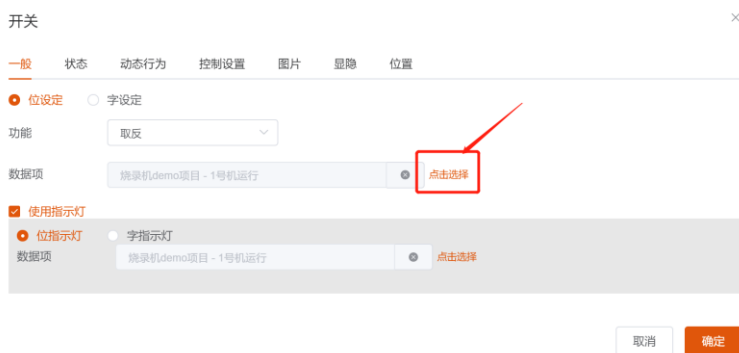 开关
一般 状态 动态行为 控制设置 图片 显隐 位置
位设定 字设定
功能 取反
数据项 烧录机demo项目 - 1号机运行 点击选择
使用指示灯
位指示灯 字指示灯
数据项 烧录机demo项目 - 1号机运行 点击选择
取消 确定